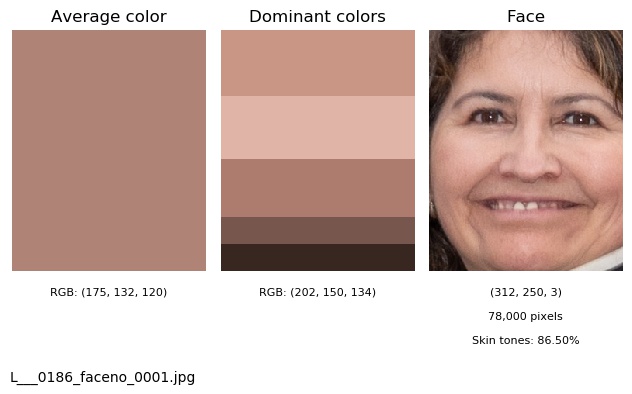 Average color
Dominant colors
Face
RGB: (175, 132, 120)
RGB: (202, 150, 134)
(312, 250, 3)
78,000 pixels
Skin tones: 86.50%
L___0186_faceno_0001.jpg